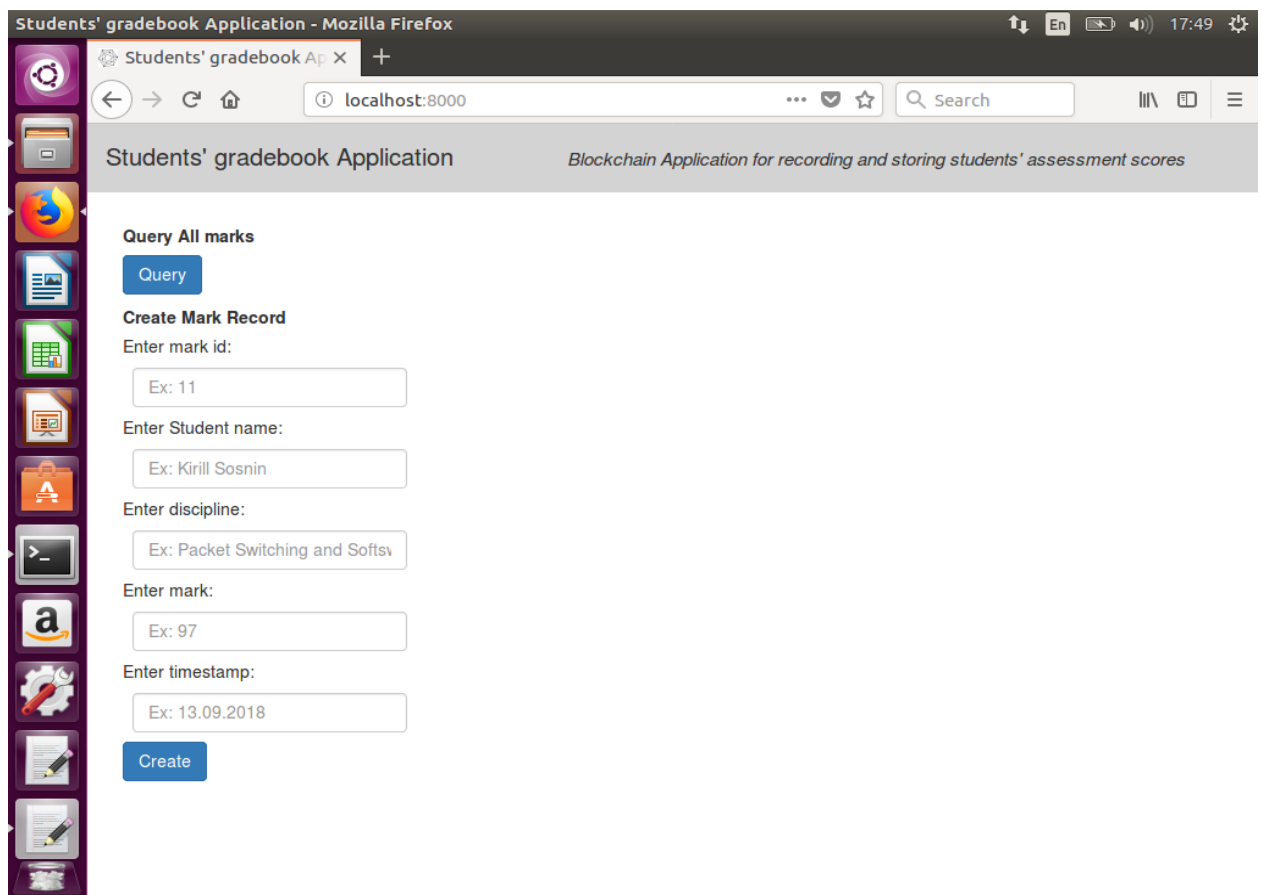 Students' gradebook Application - Mozilla Firefox
En
17:49
Students' gradebook Ap
localhost:8000
Search
Students' gradebook Application
Blockchain Application for recording and storing students' assessment scores
Query All marks
Query
Create Mark Record
Enter mark id:
Ex: 11
Enter Student name:
Ex: Kirill Sosnin
Enter discipline:
Ex: Packet Switching and Softsw
Enter mark:
Ex: 97
Enter timestamp:
Ex: 13.09.2018
Create